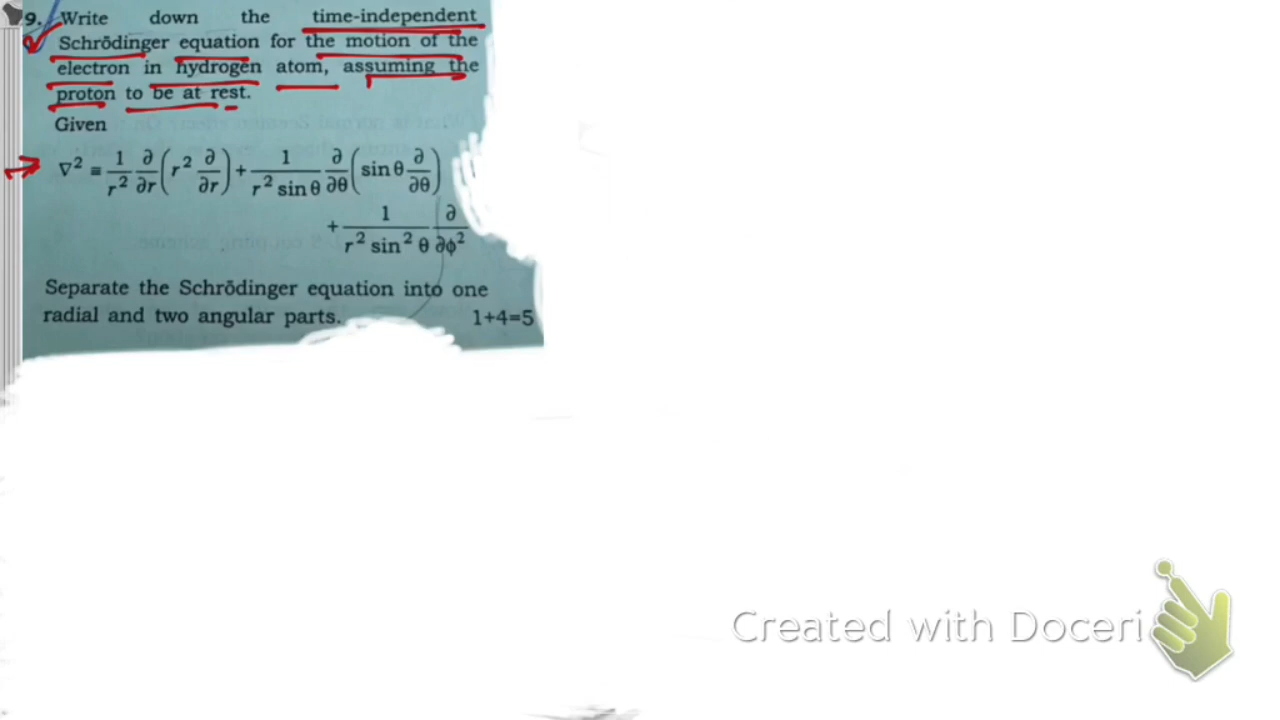 9. Write down the time-independent
Schrödinger equation for the motion of the
electron in hydrogen atom, assuming the
proton to be at rest.
Given
∇² ≡ 1/r² ∂/∂r (r² ∂/∂r) + 1/(r² sin θ) ∂/∂θ (sin θ ∂/∂θ)
+ 1/(r² sin² θ) ∂/∂ϕ²
Separate the Schrödinger equation into one
radial and two angular parts. 1+4=5
Created with Doceri